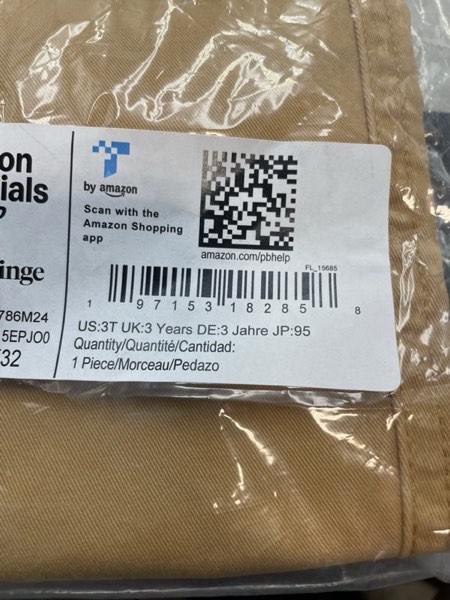 on
ials
inge
786M24
5EPJO0
32
by amazon
Scan with the
Amazon Shopping
app
amazon.com/pbhelp
FL_15685
1 97153 18285 8
US:3T UK:3 Years DE:3 Jahre JP:95
Quantity/Quantité/Cantidad:
1 Piece/Morceau/Pedazo